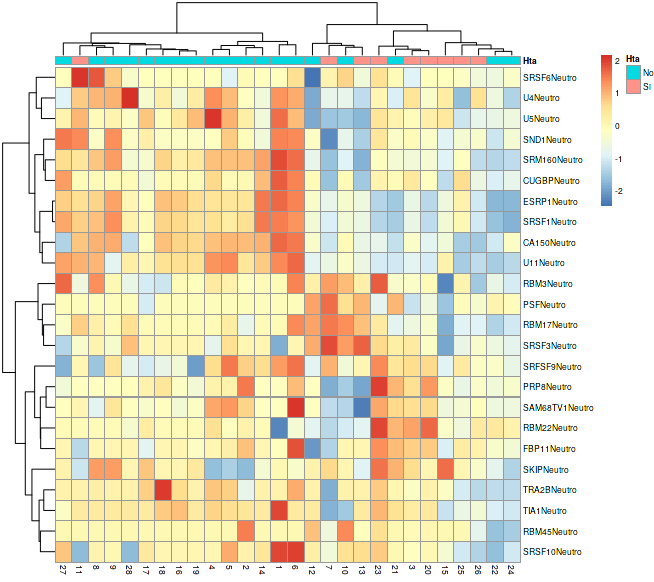 Hta
SRSF6Neutro
U4Neutro
U5Neutro
SND1Neutro
SRM160Neutro
CUGBPNeutro
ESRP1Neutro
SRSF1Neutro
CA150Neutro
U11Neutro
RBM3Neutro
PSFNeutro
RBM17Neutro
SRSF3Neutro
SRFSF9Neutro
PRP8Neutro
SAM68TV1Neutro
RBM22Neutro
FBP11Neutro
SKIPNeutro
TRA2BNeutro
TIA1Neutro
RBM45Neutro
SRSF10Neutro
27 11 8 9 28 17 18 16 19 4 5 2 14 1 6 12 7 10 13 23 21 3 20 15 25 26 22 24
2
1
0
-1
-2
Hta
No
Si